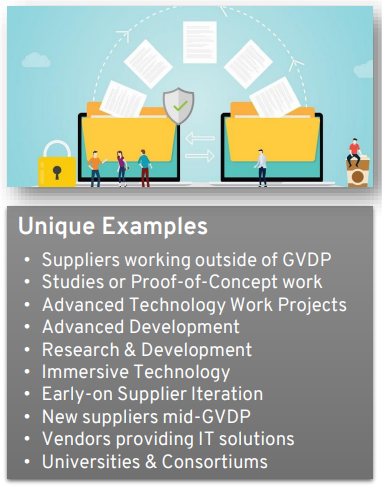 Unique Examples
• Suppliers working outside of GVDP
• Studies or Proof-of-Concept work
• Advanced Technology Work Projects
• Advanced Development
• Research & Development
• Immersive Technology
• Early-on Supplier Iteration
• New suppliers mid-GVDP
• Vendors providing IT solutions
• Universities & Consortiums